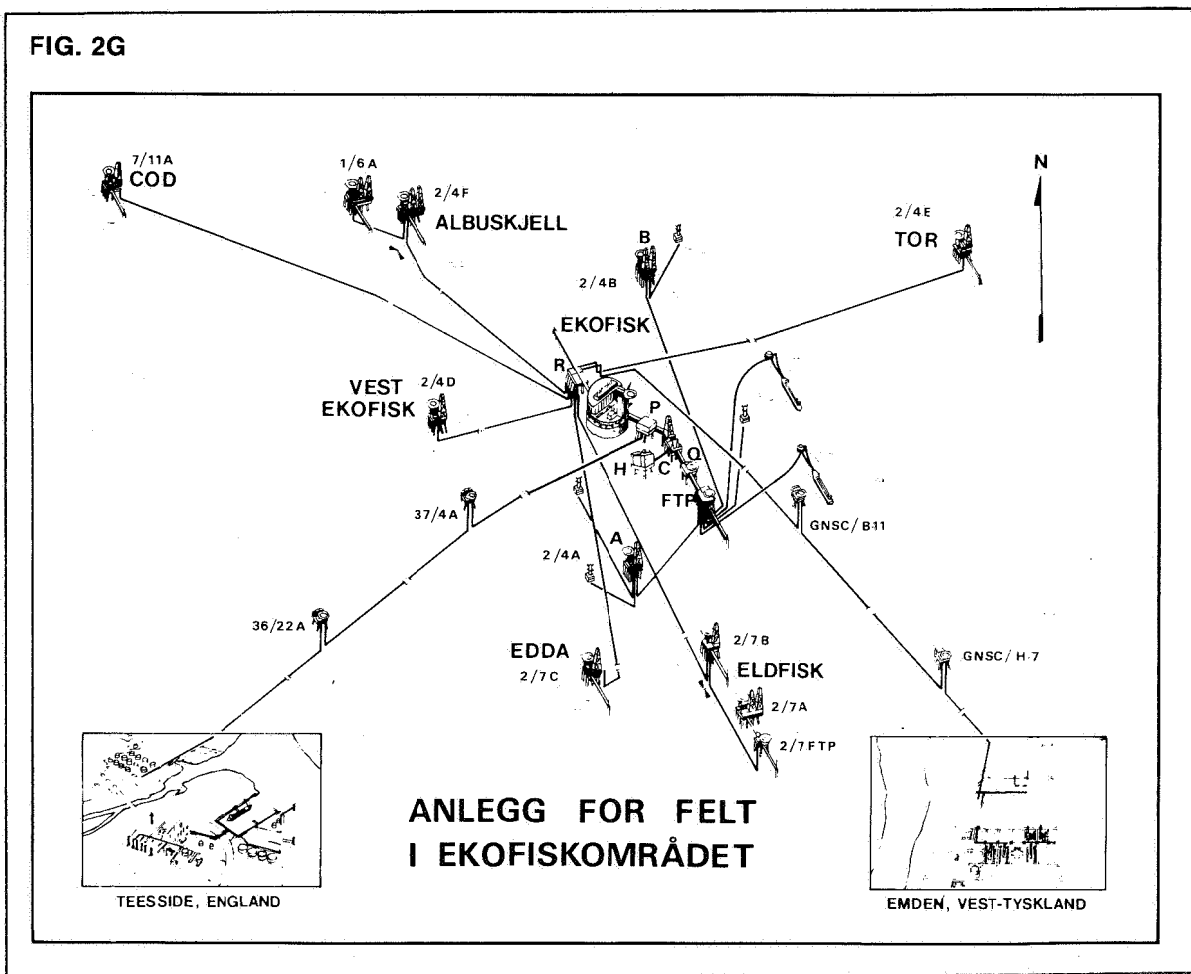 FIG. 2G
7/11A
COD
1/6A
2/4F
ALBUSKJELL
N
2/4E
TOR
B
2/4B
EKOFISK
R
VEST
EKOFISK
2/4D
P
H
C
Q
FTP
37/4A
GNSC/B-11
A
2/4A
36/22A
EDDA
2/7C
2/7B
ELDFISK
2/7A
2/7FTP
GNSC/H-7
ANLEGG FOR FELT
I EKOFISKOMRÅDET
TEESSIDE, ENGLAND
EMDEN, VEST-TYSKLAND